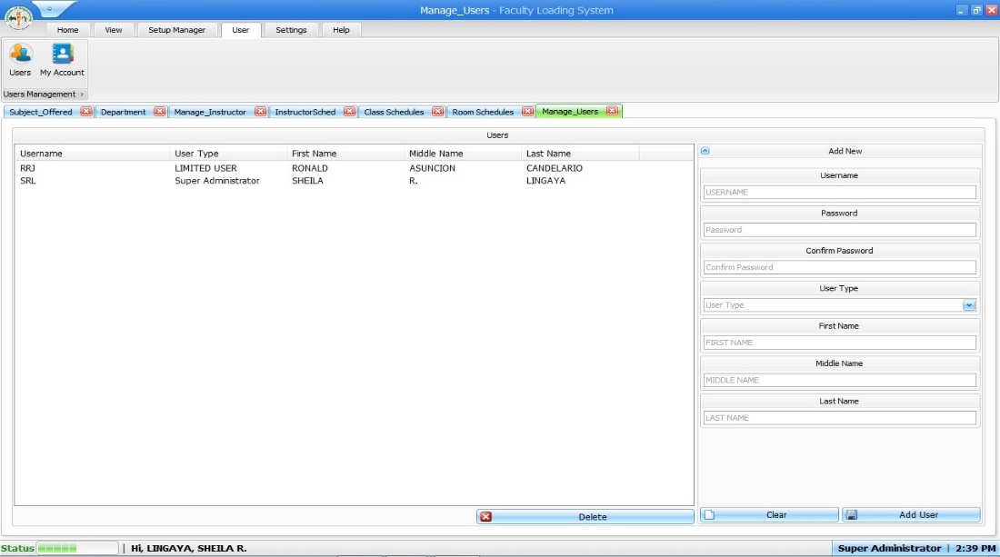 Manage_Users - Faculty Loading System
Home View Setup Manager User Settings Help
Users My Account
Users Management
Subject_Offered Department Manage_Instructor InstructorSched Class Schedules Room Schedules Manage_Users
Users
Username User Type First Name Middle Name Last Name
RRJ LIMITED USER RONALD ASUNCION CANDELARIO
SRL Super Administrator SHEILA R. LINGAYA
Add New
Username
USERNAME
Password
Password
Confirm Password
Confirm Password
User Type
User Type
First Name
FIRST NAME
Middle Name
MIDDLE NAME
Last Name
LAST NAME
Delete
Clear Add User
Status | Hi, LINGAYA, SHEILA R. Super Administrator | 2:39 PM